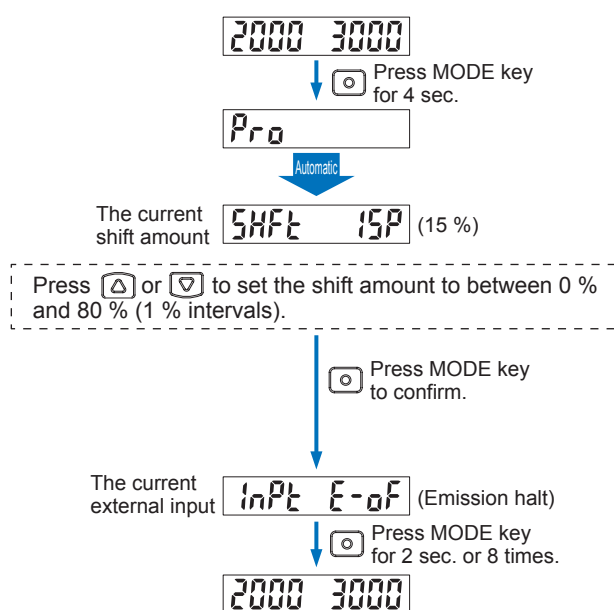 2000 3000
Press MODE key
for 4 sec.
Pro
Automatic
The current
shift amount
SHFt 15P (15 %)
Press or to set the shift amount to between 0 %
and 80 % (1 % intervals).
Press MODE key
to confirm.
The current
external input
InPt E-oF (Emission halt)
Press MODE key
for 2 sec. or 8 times.
2000 3000